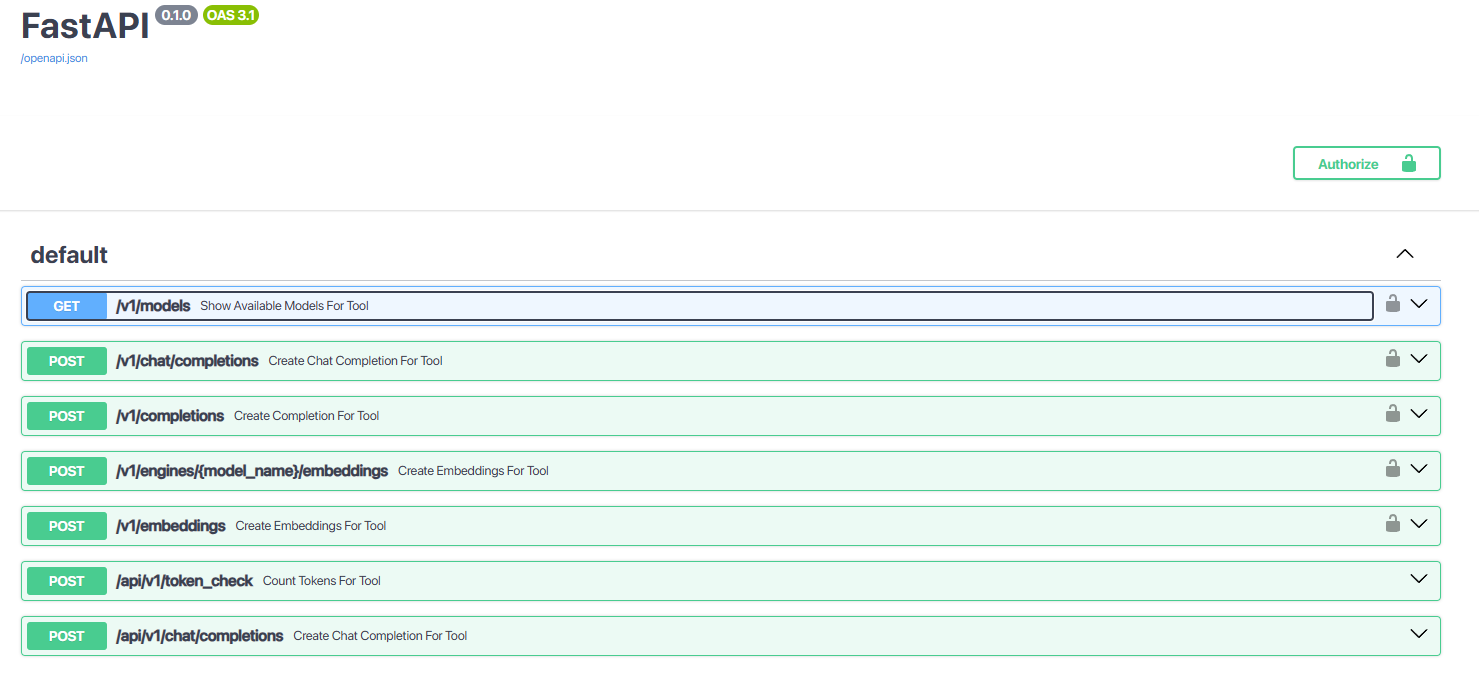 FastAPI 0.1.0 OAS 3.1
/openapi.json
Authorize
default
GET /v1/models Show Available Models For Tool
POST /v1/chat/completions Create Chat Completion For Tool
POST /v1/completions Create Completion For Tool
POST /v1/engines/{model_name}/embeddings Create Embeddings For Tool
POST /v1/embeddings Create Embeddings For Tool
POST /api/v1/token_check Count Tokens For Tool
POST /api/v1/chat/completions Create Chat Completion For Tool